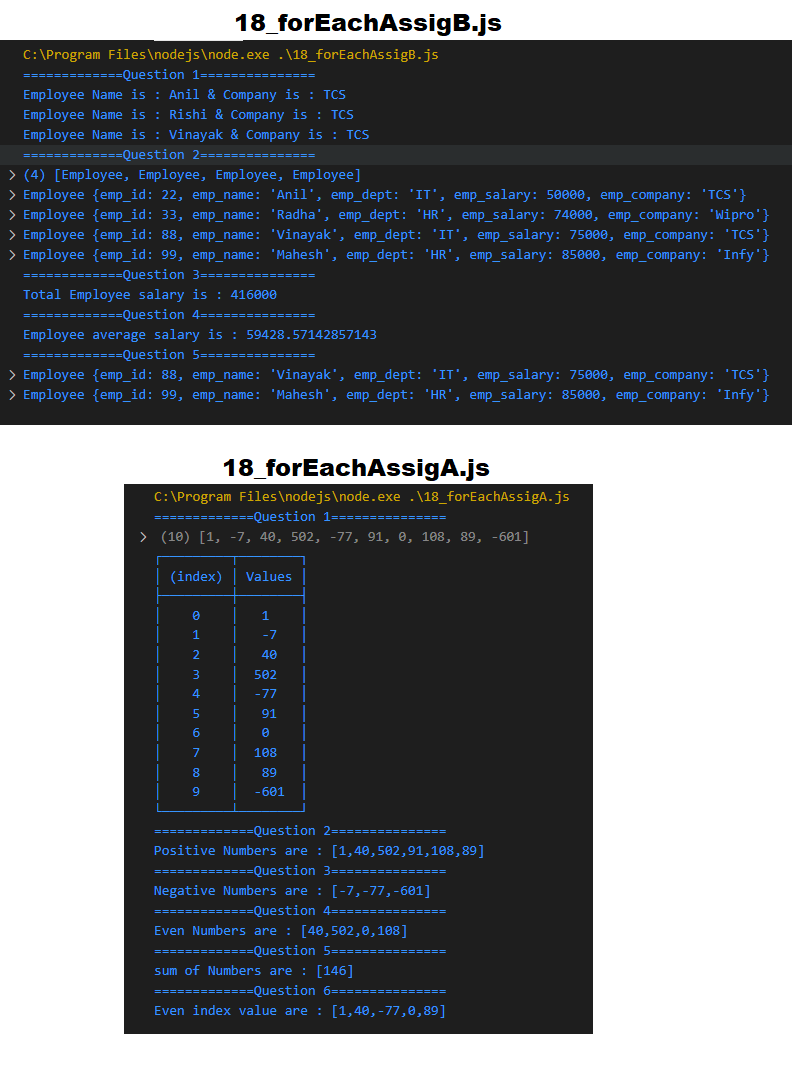 18_forEachAssigB.js
C:\Program Files\nodejs\node.exe .\18_forEachAssigB.js
=============Question 1===============
Employee Name is : Anil & Company is : TCS
Employee Name is : Rishi & Company is : TCS
Employee Name is : Vinayak & Company is : TCS
=============Question 2===============
> (4) [Employee, Employee, Employee, Employee]
> Employee {emp_id: 22, emp_name: 'Anil', emp_dept: 'IT', emp_salary: 50000, emp_company: 'TCS'}
> Employee {emp_id: 33, emp_name: 'Radha', emp_dept: 'HR', emp_salary: 74000, emp_company: 'Wipro'}
> Employee {emp_id: 88, emp_name: 'Vinayak', emp_dept: 'IT', emp_salary: 75000, emp_company: 'TCS'}
> Employee {emp_id: 99, emp_name: 'Mahesh', emp_dept: 'HR', emp_salary: 85000, emp_company: 'Infy'}
=============Question 3===============
Total Employee salary is : 416000
=============Question 4===============
Employee average salary is : 59428.57142857143
=============Question 5===============
> Employee {emp_id: 88, emp_name: 'Vinayak', emp_dept: 'IT', emp_salary: 75000, emp_company: 'TCS'}
> Employee {emp_id: 99, emp_name: 'Mahesh', emp_dept: 'HR', emp_salary: 85000, emp_company: 'Infy'}
18_forEachAssigA.js
C:\Program Files\nodejs\node.exe .\18_forEachAssigA.js
=============Question 1===============
> (10) [1, -7, 40, 502, -77, 91, 0, 108, 89, -601]
(index) Values
0 1
1 -7
2 40
3 502
4 -77
5 91
6 0
7 108
8 89
9 -601
=============Question 2===============
Positive Numbers are : [1,40,502,91,108,89]
=============Question 3===============
Negative Numbers are : [-7,-77,-601]
=============Question 4===============
Even Numbers are : [40,502,0,108]
=============Question 5===============
sum of Numbers are : [146]
=============Question 6===============
Even index value are : [1,40,-77,0,89]